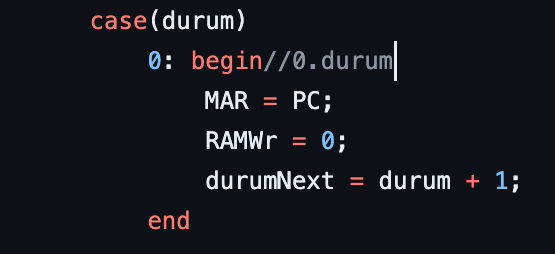 case(durum)
0: begin//0.durum
MAR = PC;
RAMWr = 0;
durumNext = durum + 1;
end